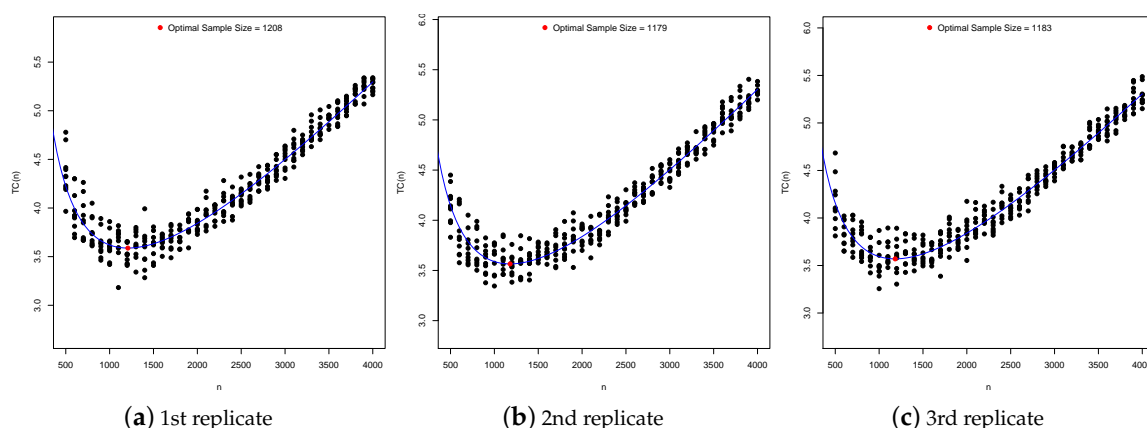 Optimal Sample Size = 1208
TC(n)
5.5
5.0
4.5
4.0
3.5
3.0
500 1000 1500 2000 2500 3000 3500 4000
n
(a) 1st replicate
Optimal Sample Size = 1179
TC(n)
6.0
5.5
5.0
4.5
4.0
3.5
3.0
500 1000 1500 2000 2500 3000 3500 4000
n
(b) 2nd replicate
Optimal Sample Size = 1183
TC(n)
6.0
5.5
5.0
4.5
4.0
3.5
3.0
500 1000 1500 2000 2500 3000 3500 4000
n
(c) 3rd replicate